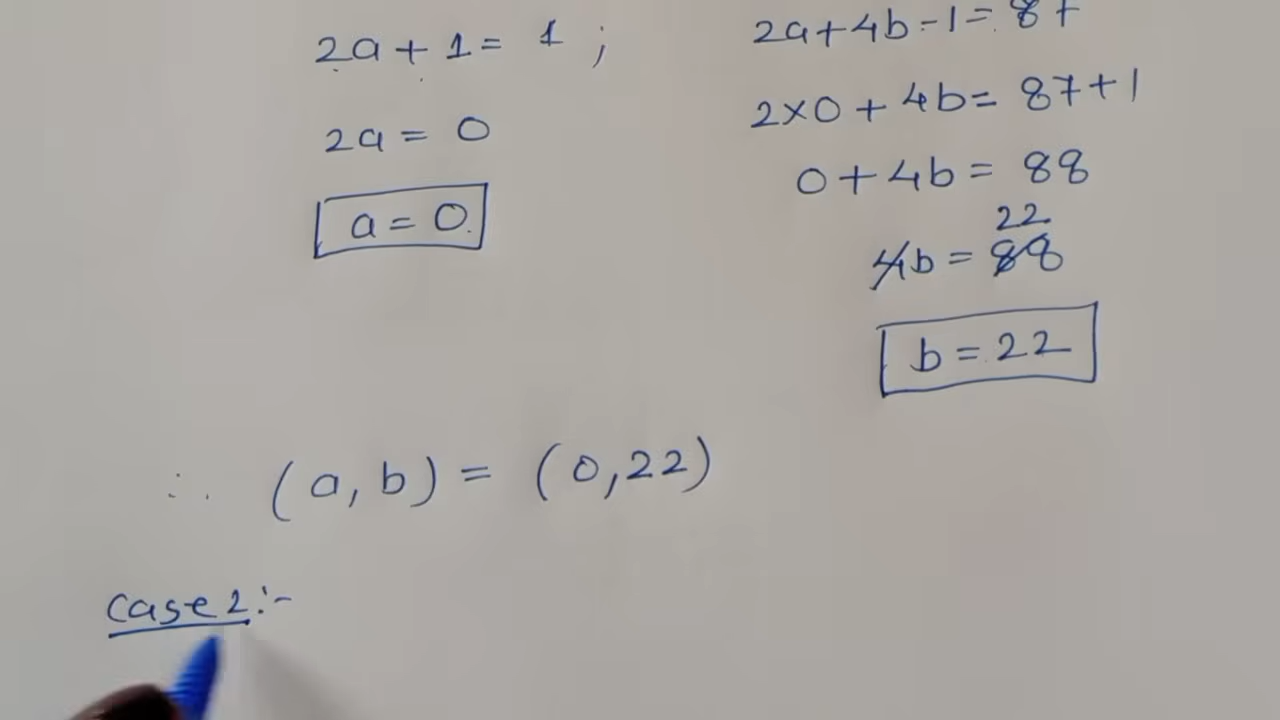 2a + 1 = 1 ;
2a = 0
a = 0
2a + 4b - 1 = 87
2×0 + 4b = 87 + 1
0 + 4b = 88
22
4b = 88
b = 22
∴ (a, b) = (0, 22)
Case 2 :-